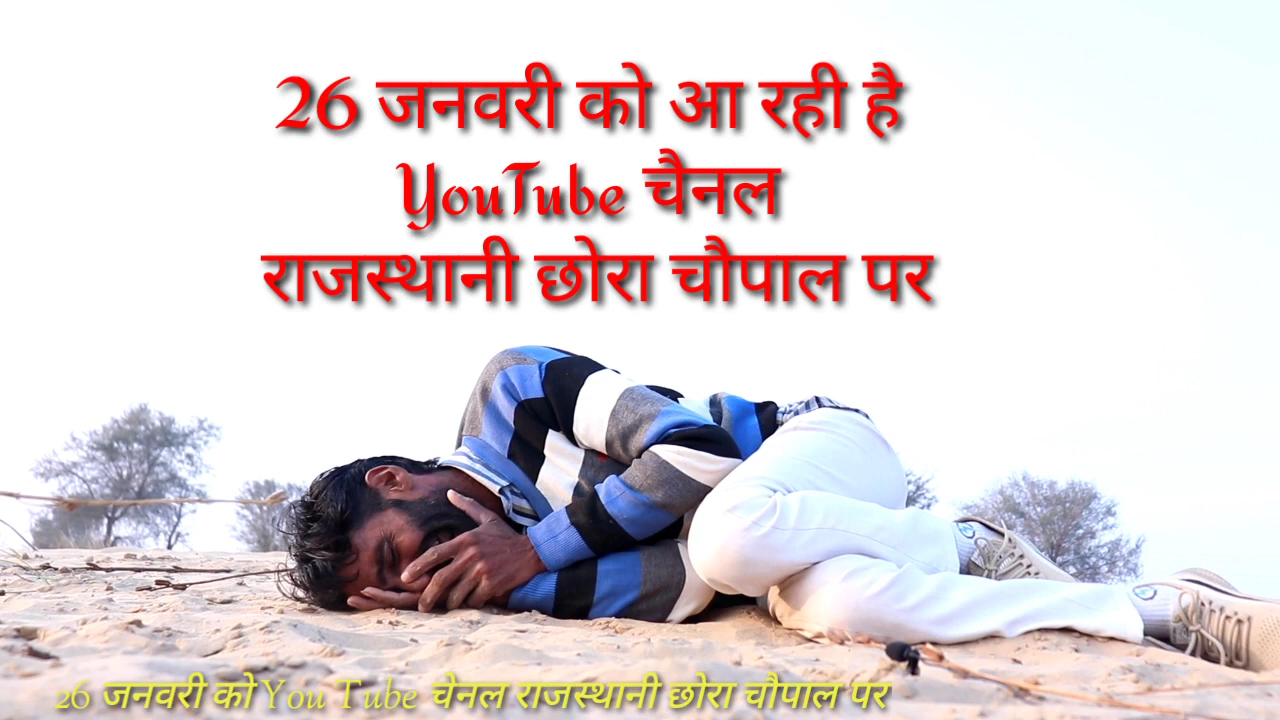 26 जनवरी को आ रही है
YouTube चैनल
राजस्थानी छोरा चौपाल पर
26 जनवरी को You Tube चेनल राजस्थानी छोरा चौपाल पर